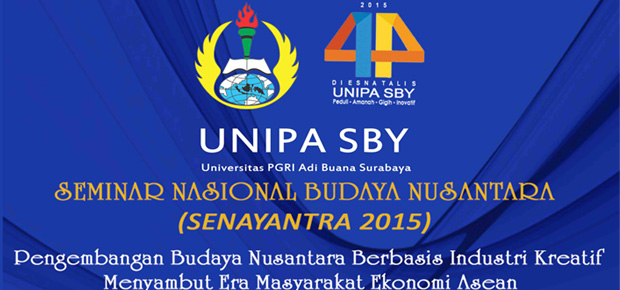 2015
44
DIESNATALIS
UNIPA SBY
Peduli - Amanah - Gigih - Inovatif
UNIPA SBY
Universitas PGRI Adi Buana Surabaya
SEMINAR NASIONAL BUDAYA NUSANTARA
(SENAYANTRA 2015)
Pengembangan Budaya Nusantara Berbasis Industri Kreatif
Menyambut Era Masyarakat Ekonomi Asean